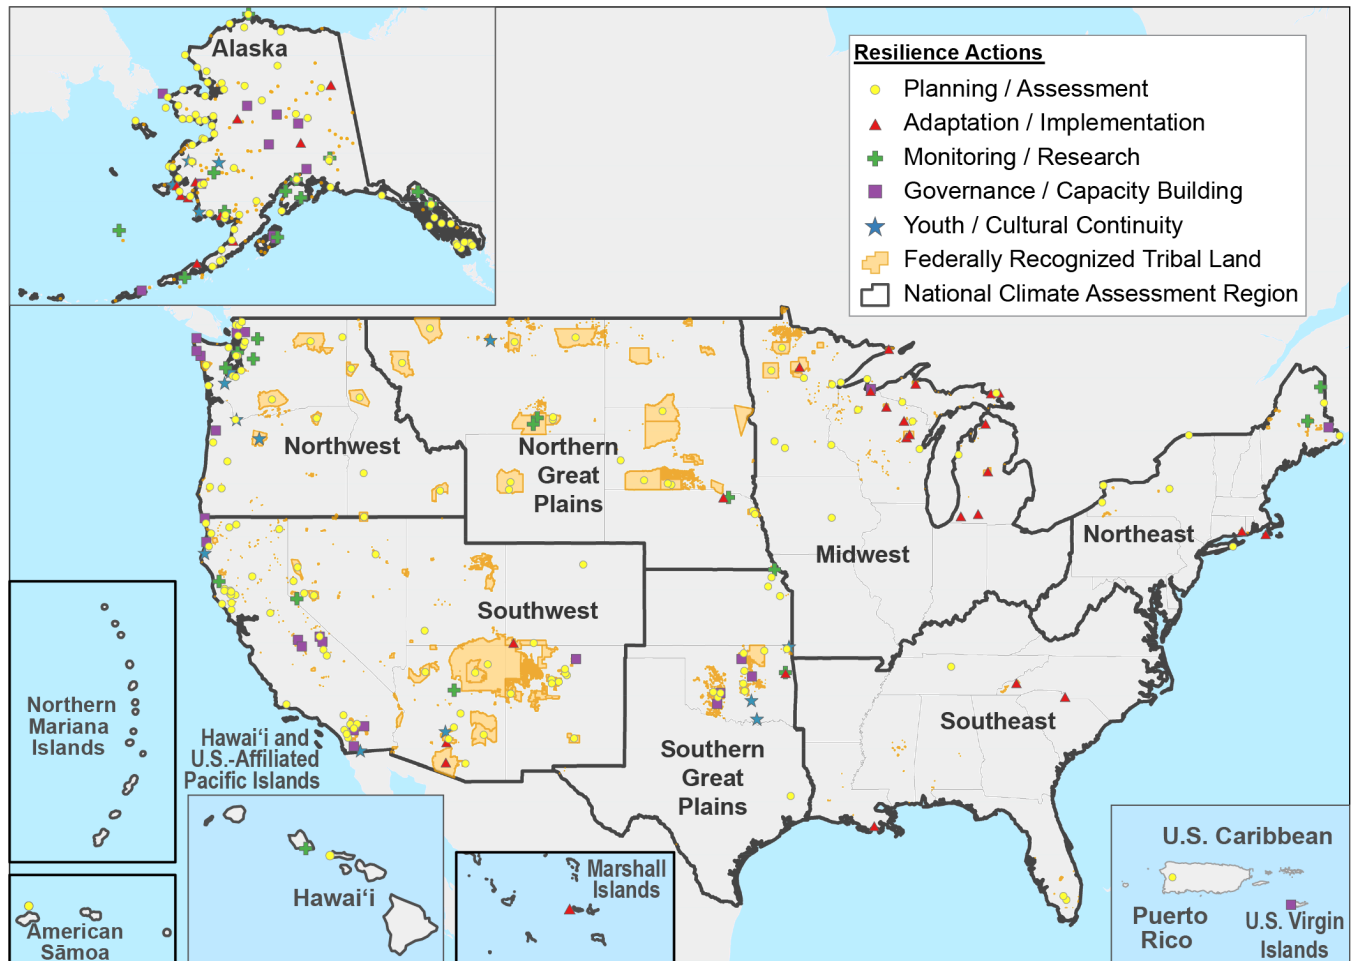 Alaska
Resilience Actions
Planning / Assessment
Adaptation / Implementation
Monitoring / Research
Governance / Capacity Building
Youth / Cultural Continuity
Federally Recognized Tribal Land
National Climate Assessment Region
Northwest
Northern
Great
Plains
Midwest
Northeast
Southwest
Southeast
Southern
Great
Plains
Northern
Mariana
Islands
Hawai‘i and
U.S.-Affiliated
Pacific Islands
Hawai‘i
Marshall
Islands
American
Sāmoa
U.S. Caribbean
Puerto
Rico
U.S. Virgin
Islands